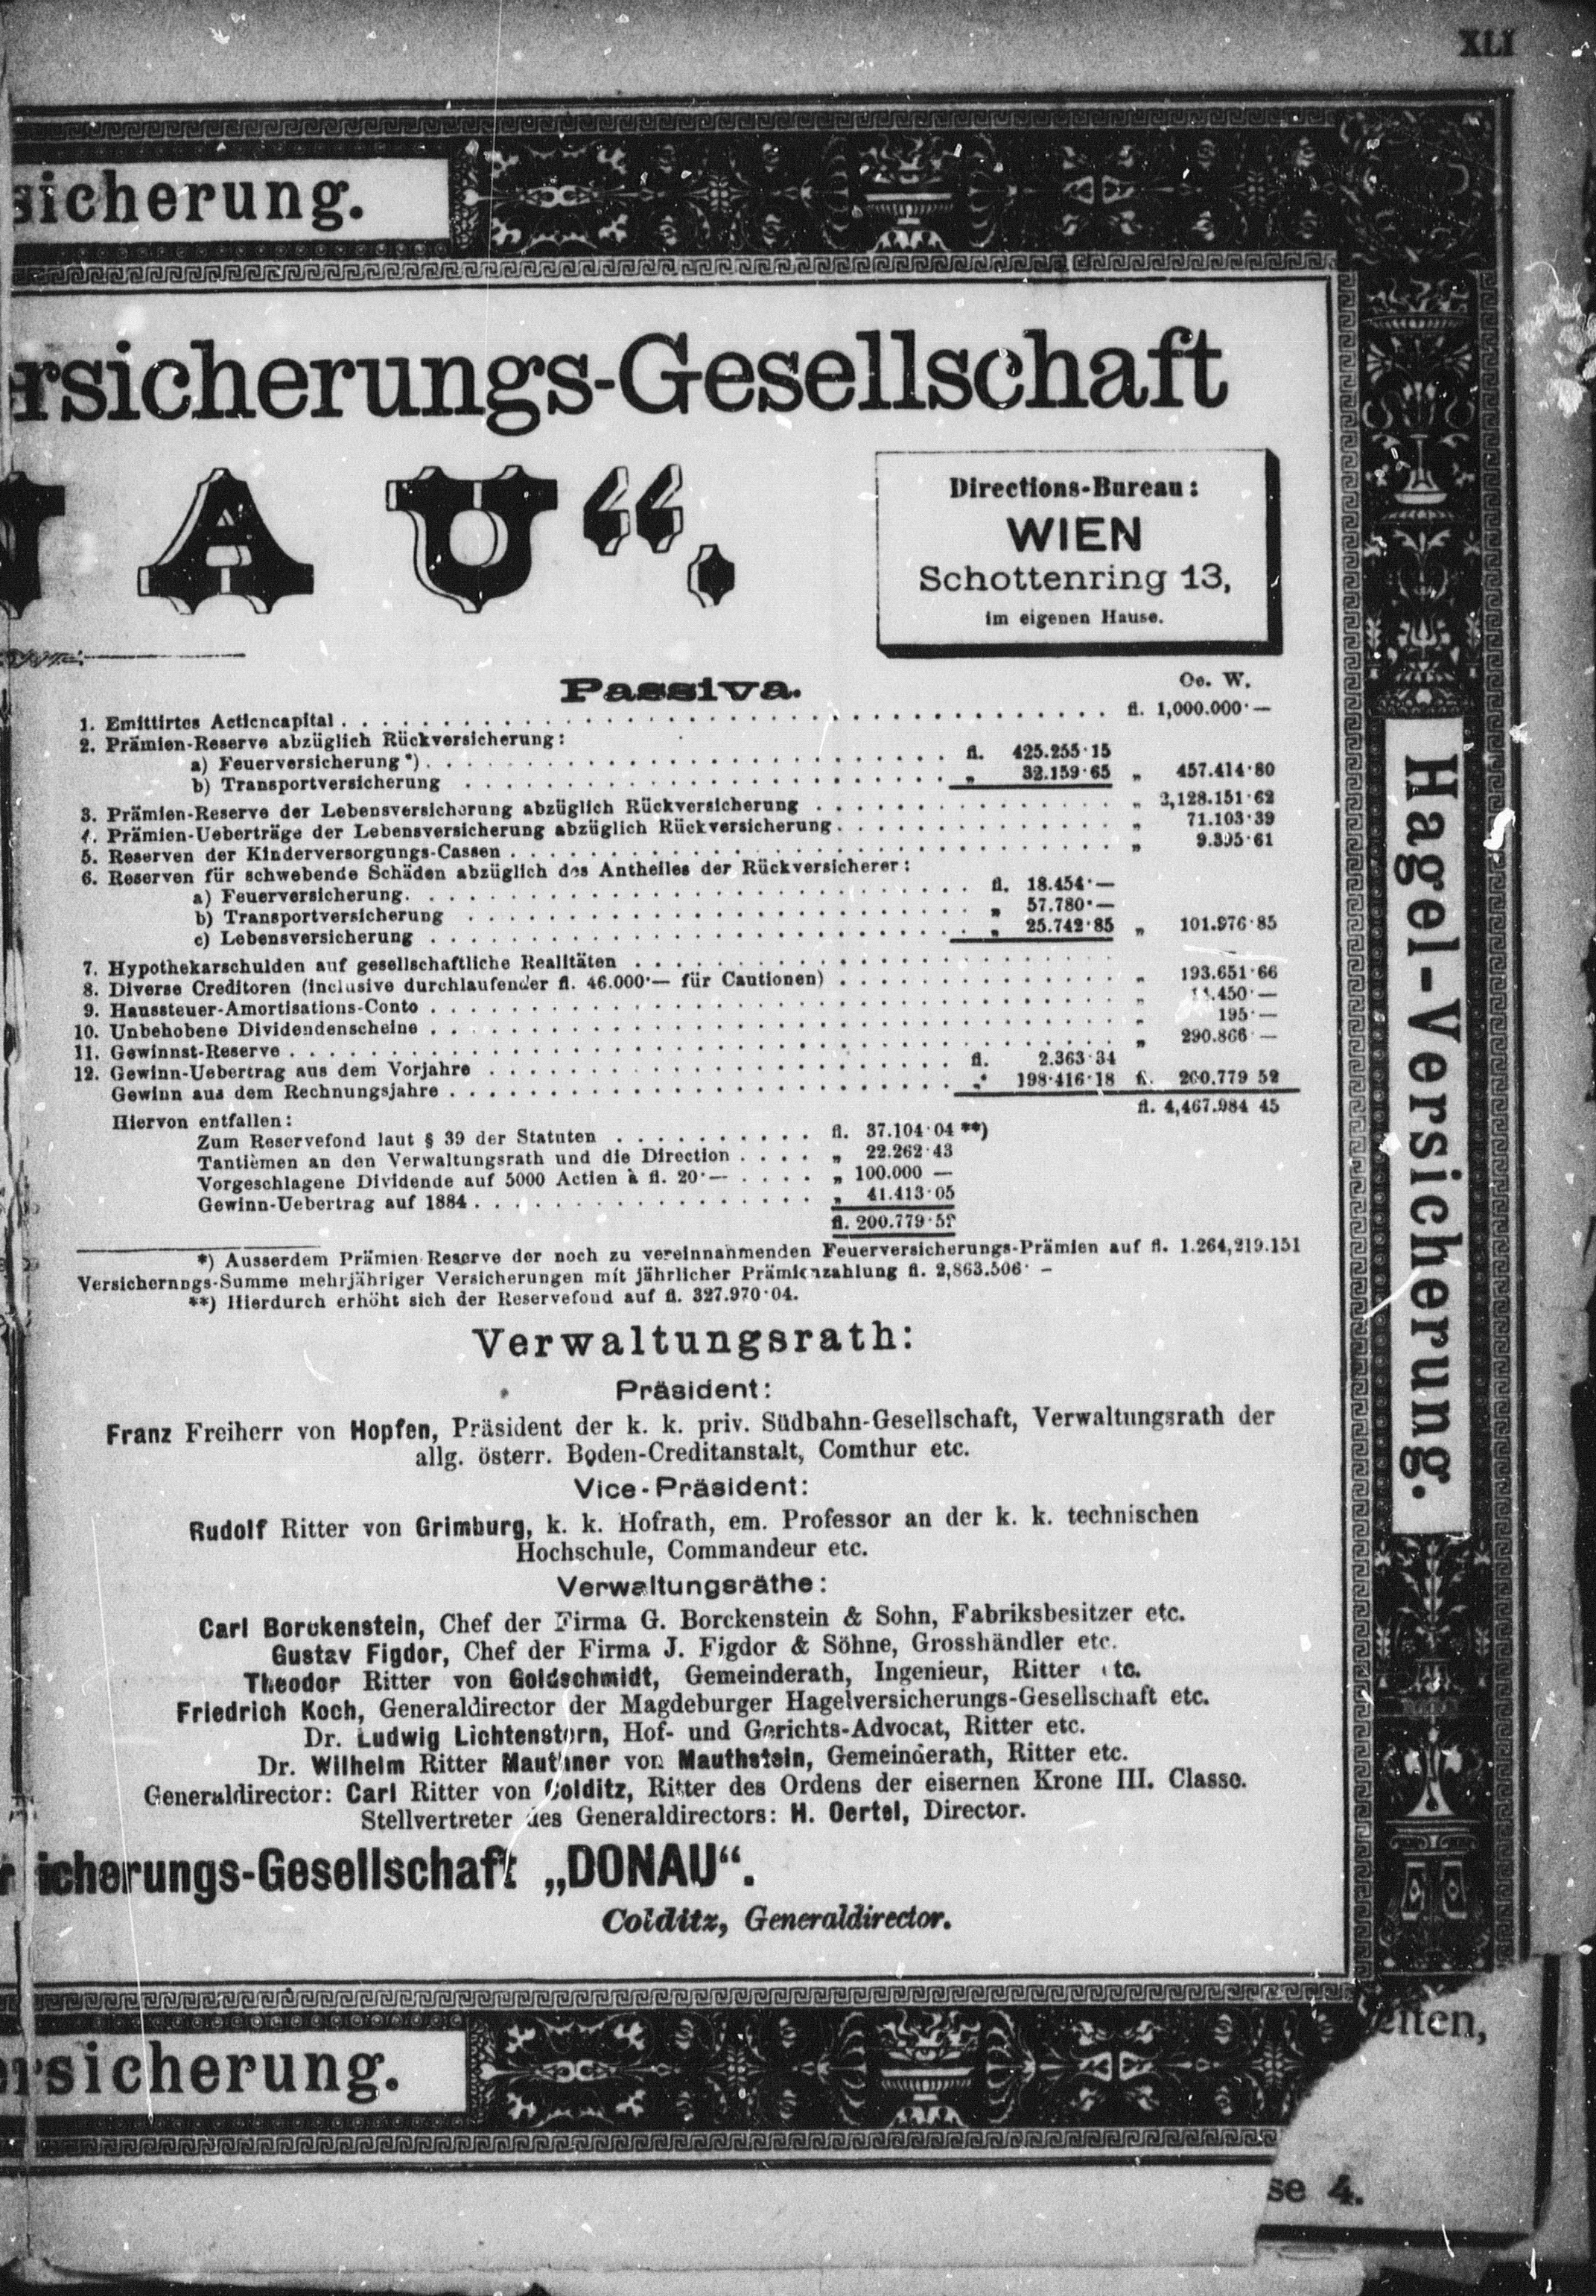 XLI
sicherung.
rsicherungs-Gesellschaft
AU“.
Directions-Bureau:
WIEN
Schottenring 13,
im eigenen Hause.
Passiva.
Oe. W.
1. Emittirtes Actiencapital . . . . fl. 1,000.000·—
2. Prämien-Reserve abzüglich Rückversicherung:
a) Feuerversicherung*) . . . . fl. 425.255·15
b) Transportversicherung . . . . „ 32.159·65 „ 457.414·80
3. Prämien-Reserve der Lebensversicherung abzüglich Rückversicherung . . . . „ 2,128.151·62
4. Prämien-Ueberträge der Lebensversicherung abzüglich Rückversicherung . . . . „ 71.103·39
5. Reserven der Kinderversorgungs-Cassen . . . . „ 9.395·61
6. Reserven für schwebende Schäden abzüglich des Antheiles der Rückversicherer:
a) Feuerversicherung . . . . fl. 18.454·—
b) Transportversicherung . . . . „ 57.780·—
c) Lebensversicherung . . . . „ 25.742·85 „ 101.976·85
7. Hypothekarschulden auf gesellschaftliche Realitäten . . . . —
8. Diverse Creditoren (inclusive durchlaufender fl. 46.000·— für Cautionen) . . . . „ 193.651·66
9. Haussteuer-Amortisations-Conto . . . . „ .450·—
10. Unbehobene Dividendenscheine . . . . „ 195·—
11. Gewinnst-Reserve . . . . „ 290.866·—
12. Gewinn-Uebertrag aus dem Vorjahre . . . . fl. 2.363·34
Gewinn aus dem Rechnungsjahre . . . . „ 198·416·18 fl. 200.779 52
fl. 4,467.984 45
Hiervon entfallen:
Zum Reservefond laut § 39 der Statuten . . . . fl. 37.104·04 **)
Tantièmen an den Verwaltungsrath und die Direction . . . . „ 22.262·43
Vorgeschlagene Dividende auf 5000 Actien à fl. 20·— . . . . „ 100.000 —
Gewinn-Uebertrag auf 1884 . . . . „ 41.413·05
fl. 200.779·52
*) Ausserdem Prämien-Reserve der noch zu vereinnahmenden Feuerversicherungs-Prämien auf fl. 1.264,219.151
Versichernngs-Summe mehrjähriger Versicherungen mit jährlicher Prämienzahlung fl. 2,863.506· –
**) Hierdurch erhöht sich der Reservefond auf fl. 327.970·04.
Verwaltungsrath:
Präsident:
Franz Freiherr von Hopfen, Präsident der k. k. priv. Südbahn-Gesellschaft, Verwaltungsrath der
allg. österr. Boden-Creditanstalt, Comthur etc.
Vice-Präsident:
Rudolf Ritter von Grimburg, k. k. Hofrath, em. Professor an der k. k. technischen
Hochschule, Commandeur etc.
Verwaltungsräthe:
Carl Borckenstein, Chef der Firma G. Borckenstein & Sohn, Fabriksbesitzer etc.
Gustav Figdor, Chef der Firma J. Figdor & Söhne, Grosshändler etc.
Theodor Ritter von Goldschmidt, Gemeinderath, Ingenieur, Ritter etc.
Friedrich Koch, Generaldirector der Magdeburger Hagelversicherungs-Gesellschaft etc.
Dr. Ludwig Lichtenstern, Hof- und Gerichts-Advocat, Ritter etc.
Dr. Wilhelm Ritter Mauthner von Mauthstein, Gemeinderath, Ritter etc.
Generaldirector: Carl Ritter von Colditz, Ritter des Ordens der eisernen Krone III. Classe.
Stellvertreter des Generaldirectors: H. Oertel, Director.
icherungs-Gesellschaft „DONAU“.
Colditz, Generaldirector.
Hagel-Versicherung.
ersicherung.
eiten,
se 4.